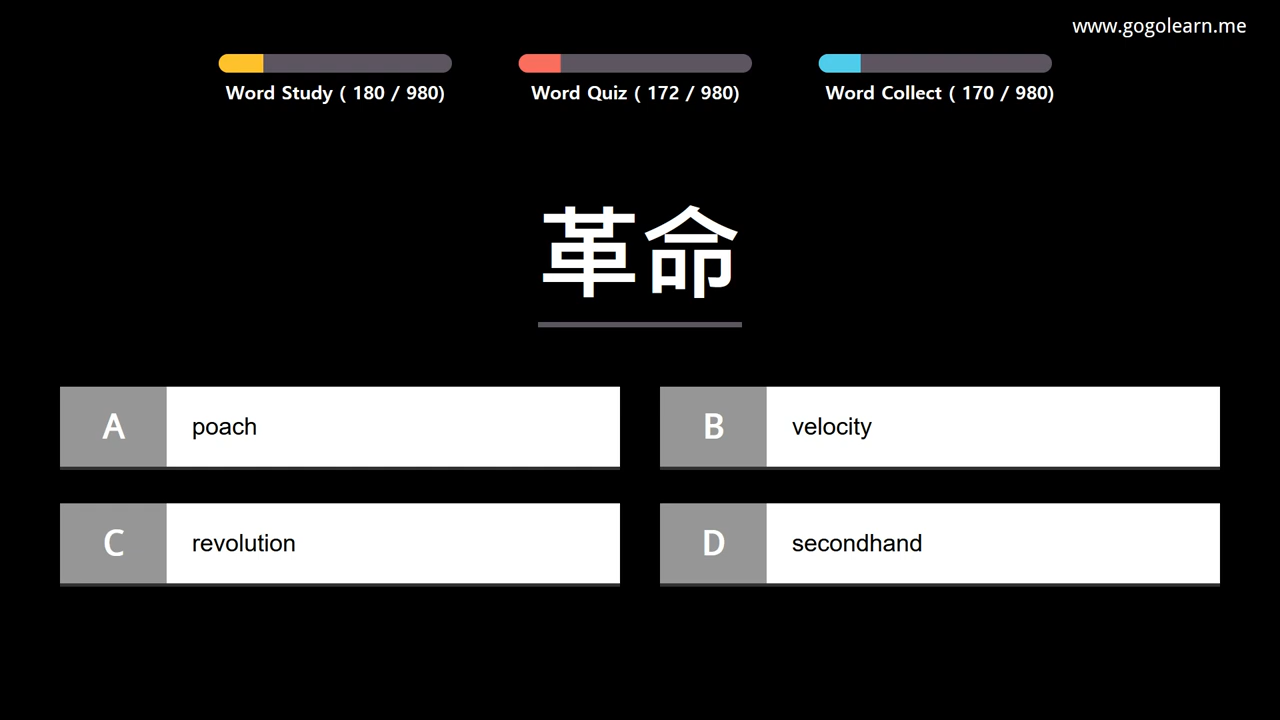 www.gogolearn.me
Word Study ( 180 / 980)
Word Quiz ( 172 / 980)
Word Collect ( 170 / 980)
革命
A poach
B velocity
C revolution
D secondhand